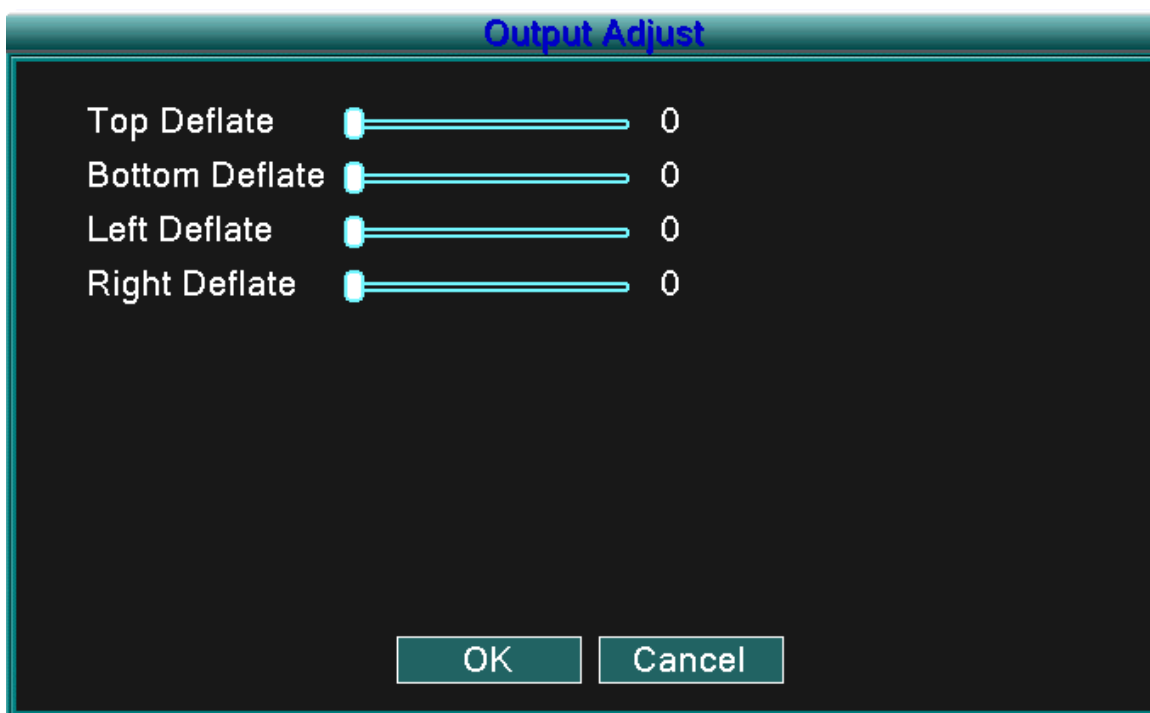 Output Adjust
Top Deflate 0
Bottom Deflate 0
Left Deflate 0
Right Deflate 0
OK Cancel